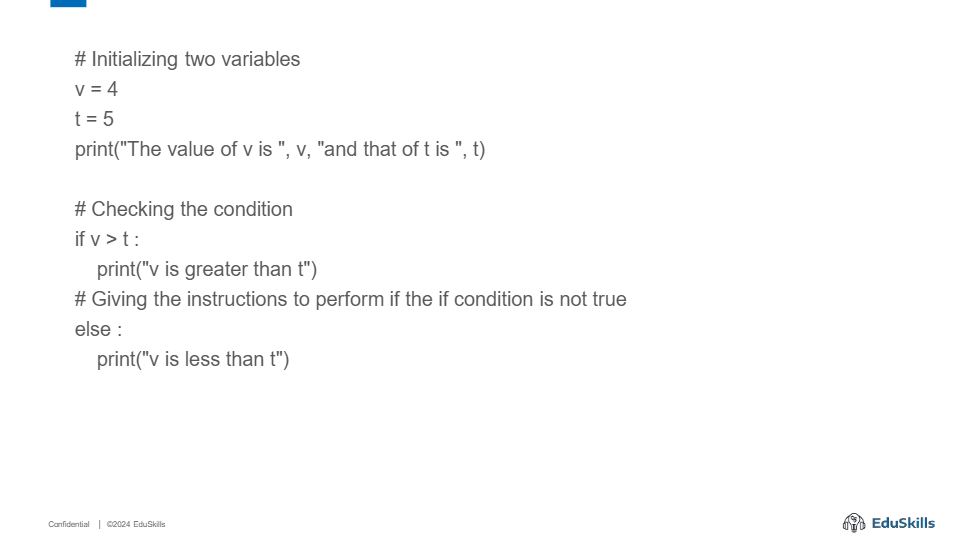 # Initializing two variables
v = 4
t = 5
print("The value of v is ", v, "and that of t is ", t)
# Checking the condition
if v > t :
print("v is greater than t")
# Giving the instructions to perform if the if condition is not true
else :
print("v is less than t")
Confidential | ©2024 EduSkills
EduSkills